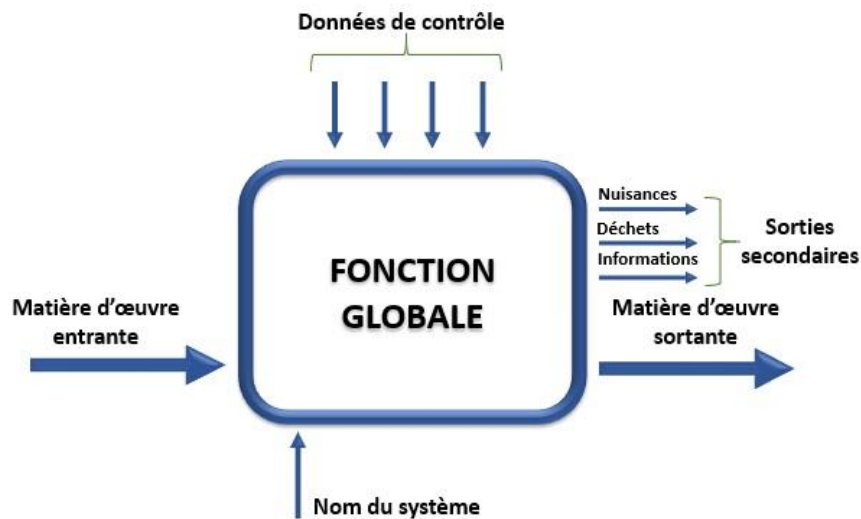 Données de contrôle
Nuisances
Déchets
Informations
Sorties
secondaires
FONCTION
GLOBALE
Matière d'œuvre
entrante
Matière d'œuvre
sortante
Nom du système